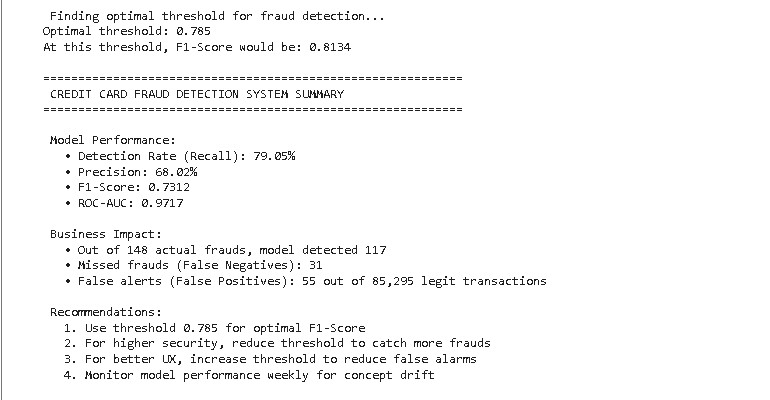 Finding optimal threshold for fraud detection...
Optimal threshold: 0.785
At this threshold, F1-Score would be: 0.8134
============================================================
CREDIT CARD FRAUD DETECTION SYSTEM SUMMARY
============================================================
Model Performance:
• Detection Rate (Recall): 79.05%
• Precision: 68.02%
• F1-Score: 0.7312
• ROC-AUC: 0.9717
Business Impact:
• Out of 148 actual frauds, model detected 117
• Missed frauds (False Negatives): 31
• False alerts (False Positives): 55 out of 85,295 legit transactions
Recommendations:
1. Use threshold 0.785 for optimal F1-Score
2. For higher security, reduce threshold to catch more frauds
3. For better UX, increase threshold to reduce false alarms
4. Monitor model performance weekly for concept drift